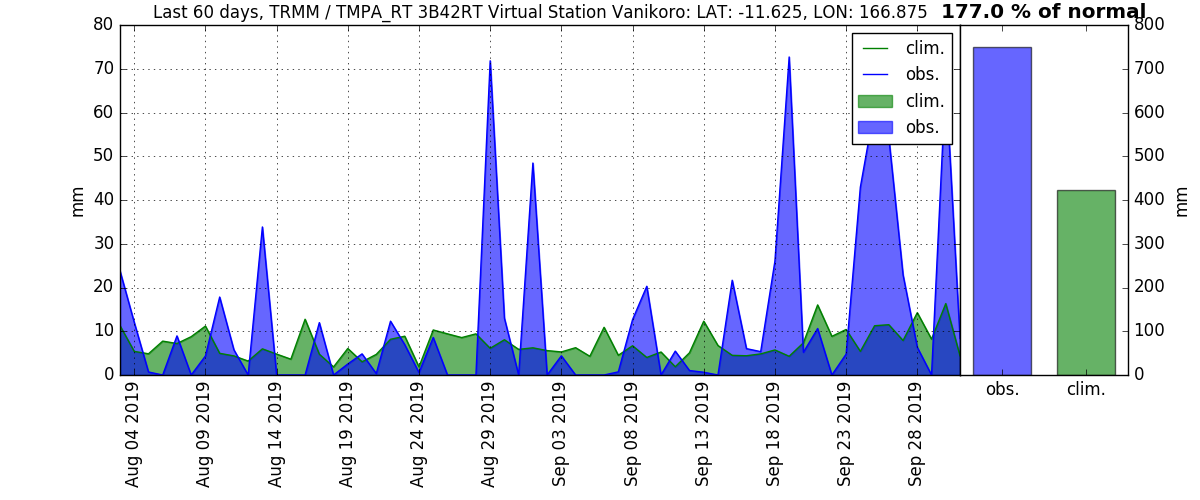 Last 60 days, TRMM / TMPA_RT 3B42RT Virtual Station Vanikoro: LAT: -11.625, LON: 166.875 177.0 % of normal
80
70
60
50
40
30
20
10
0
mm
clim.
obs.
clim.
obs.
800
700
600
500
400
300
200
100
0
mm
Aug 04 2019
Aug 09 2019
Aug 14 2019
Aug 19 2019
Aug 24 2019
Aug 29 2019
Sep 03 2019
Sep 08 2019
Sep 13 2019
Sep 18 2019
Sep 23 2019
Sep 28 2019
obs.
clim.